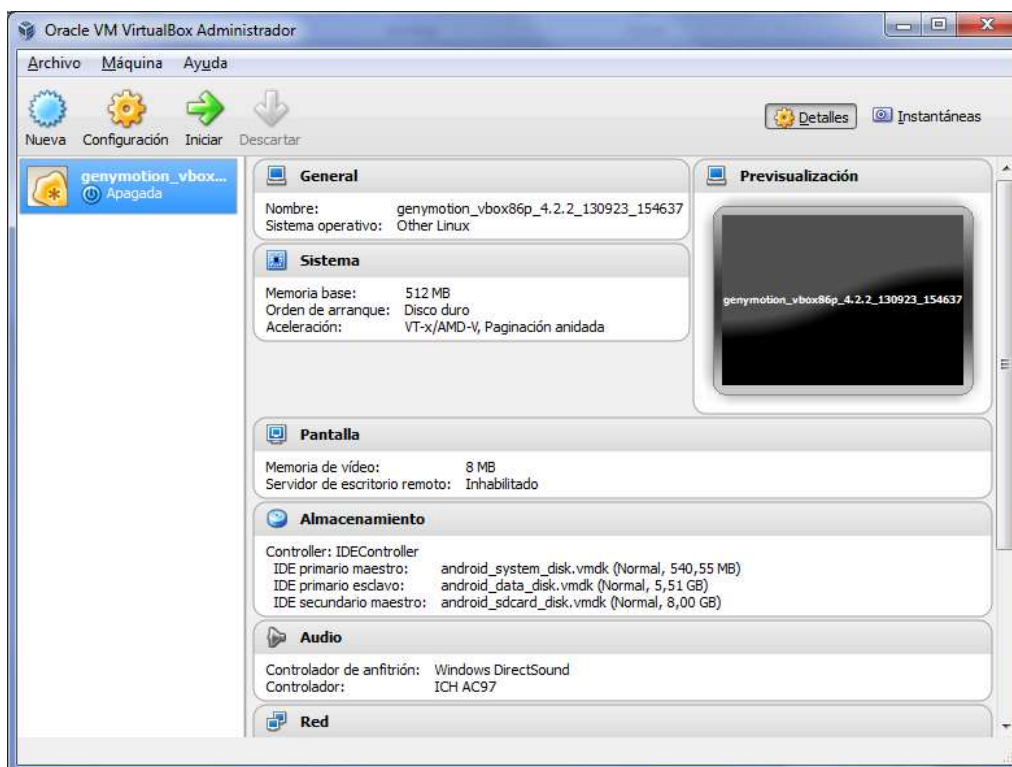 Oracle VM VirtualBox Administrador
Archivo Máquina Ayuda
Nueva Configuración Iniciar Descartar
Detalles Instantáneas
genymotion_vbox...
Apagada
General
Nombre: genymotion_vbox86p_4.2.2_130923_154637
Sistema operativo: Other Linux
Sistema
Memoria base: 512 MB
Orden de arranque: Disco duro
Aceleración: VT-x/AMD-V, Paginación anidada
Previsualización
genymotion_vbox86p_4.2.2_130923_154637
Pantalla
Memoria de vídeo: 8 MB
Servidor de escritorio remoto: Inhabilitado
Almacenamiento
Controller: IDEController
IDE primario maestro: android_system_disk.vmdk (Normal, 540,55 MB)
IDE primario esclavo: android_data_disk.vmdk (Normal, 5,51 GB)
IDE secundario maestro: android_sdcard_disk.vmdk (Normal, 8,00 GB)
Audio
Controlador de anfitrión: Windows DirectSound
Controlador: ICH AC97
Red